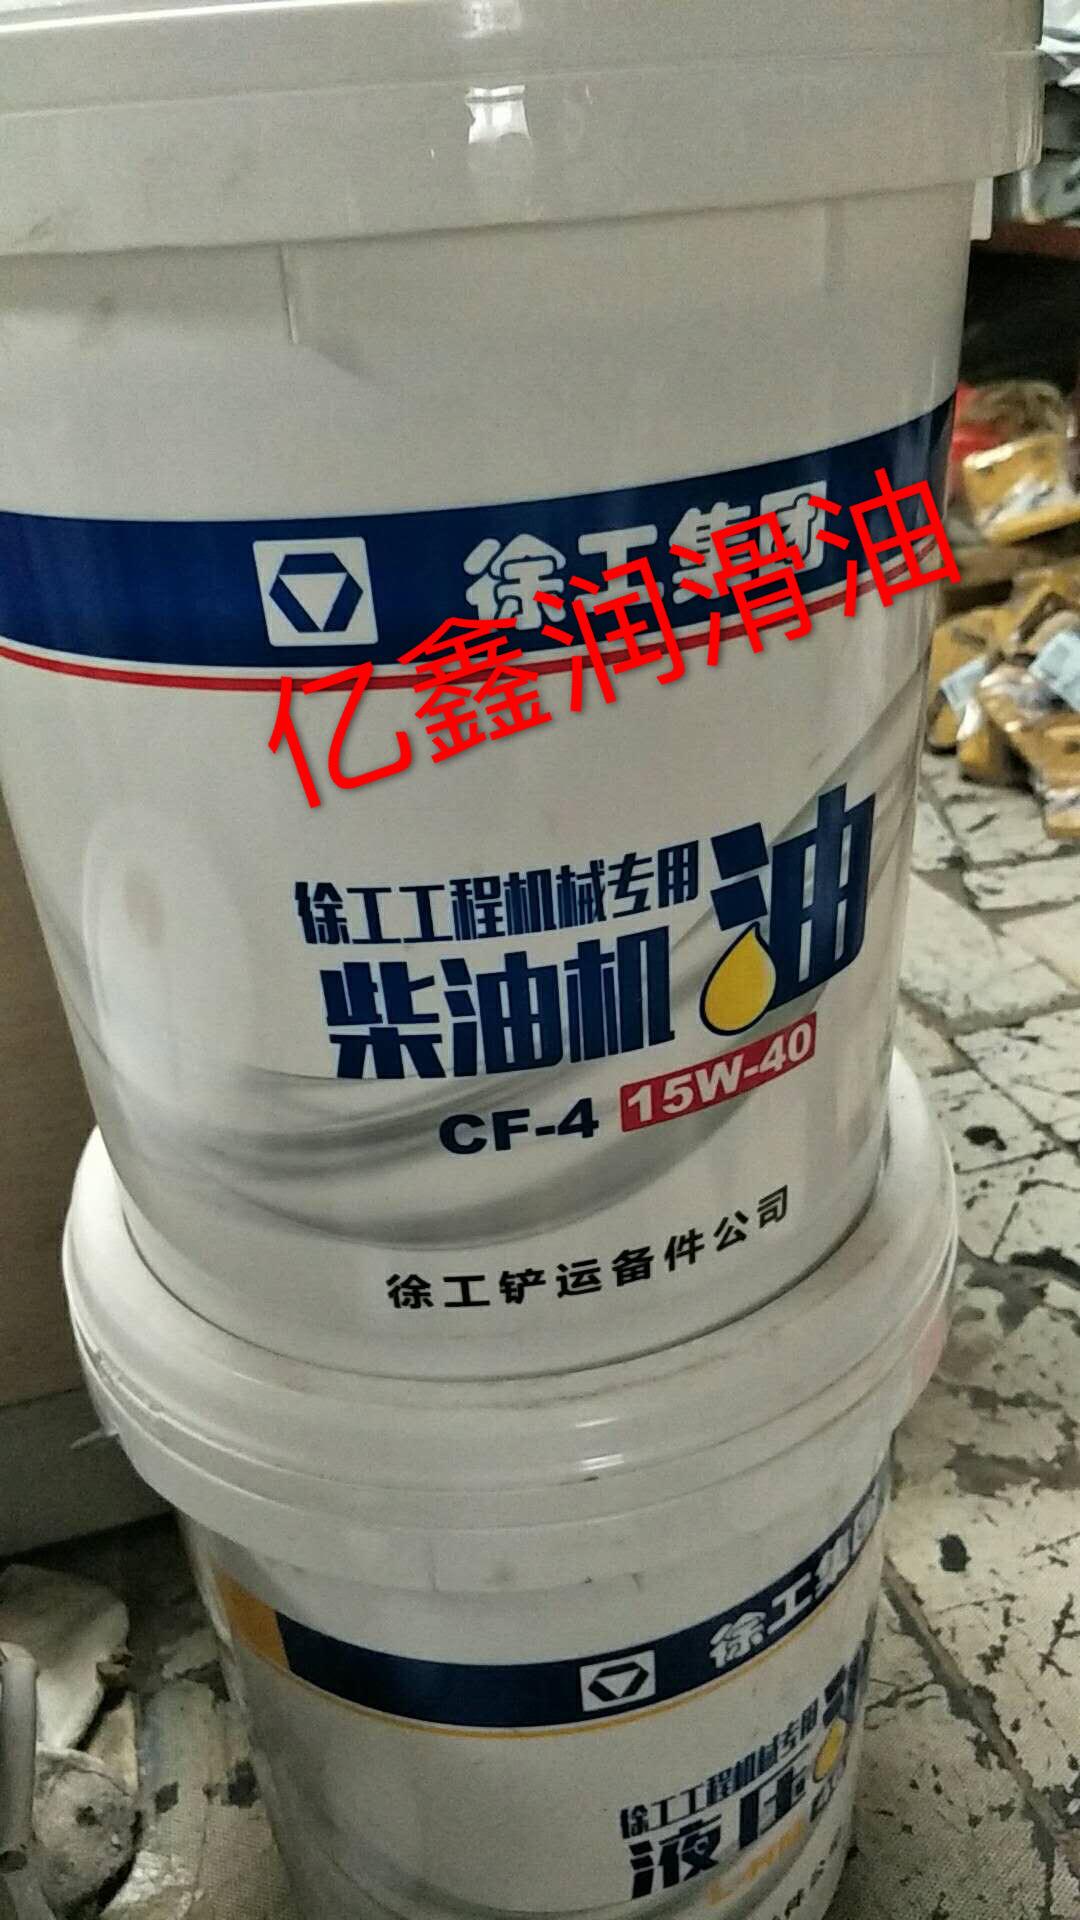 徐工集团
亿鑫润滑油
徐工工程机械专用
柴油机油
CF-4 15W-40
徐工铲运备件公司
徐工集团
徐工工程机械专用
液压